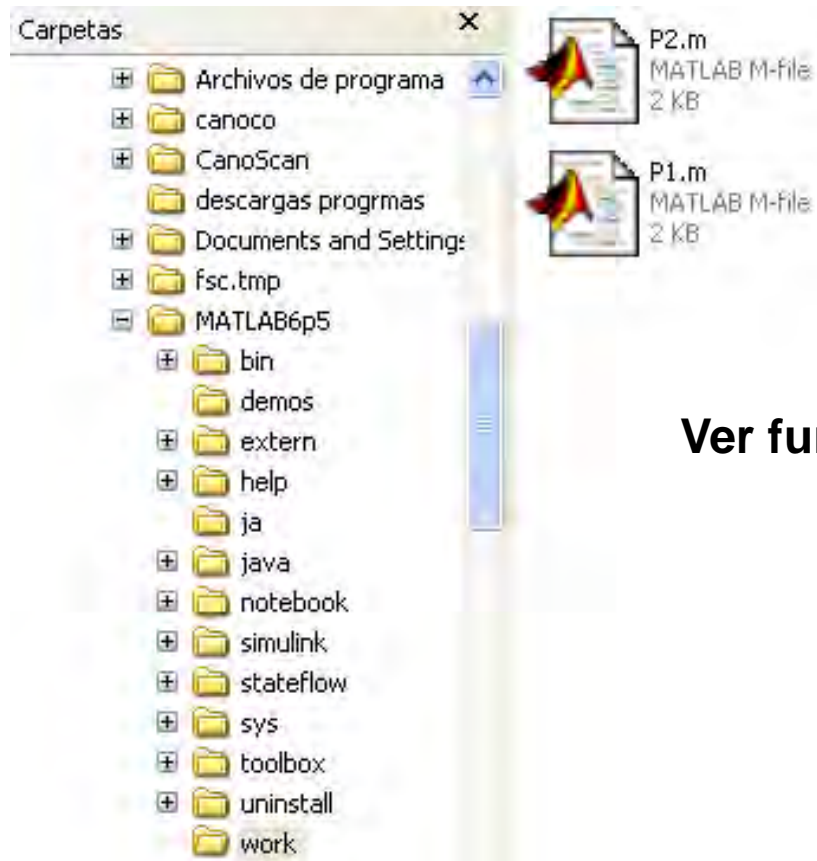 Carpetas
Archivos de programa
canoco
CanoScan
descargas progrmas
Documents and Setting
fsc.tmp
MATLAB6p5
bin
demos
extern
help
ja
java
notebook
simulink
stateflow
sys
toolbox
uninstall
work
P2.m
MATLAB M-file
2 KB
P1.m
MATLAB M-file
2 KB
Ver fu